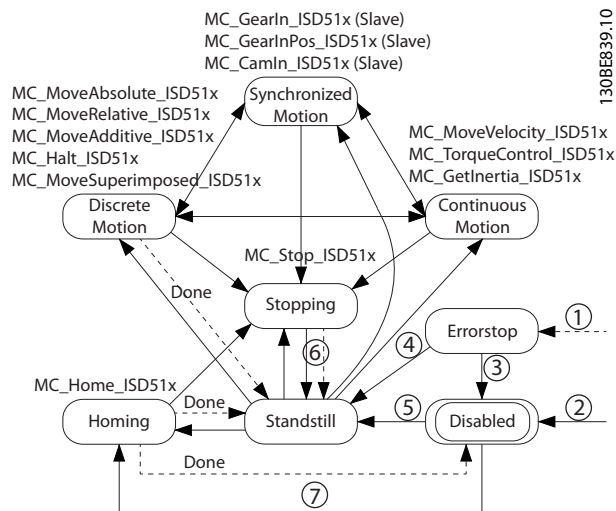 MC_GearIn_ISD51x (Slave)
MC_GearInPos_ISD51x (Slave)
MC_CamIn_ISD51x (Slave)
130BE839.10
Synchronized
Motion
MC_MoveAbsolute_ISD51x
MC_MoveRelative_ISD51x
MC_MoveAdditive_ISD51x
MC_Halt_ISD51x
MC_MoveSuperimposed_ISD51x
MC_MoveVelocity_ISD51x
MC_TorqueControl_ISD51x
MC_GetInertia_ISD51x
Discrete
Motion
Continuous
Motion
MC_Stop_ISD51x
Done
Stopping
Errorstop
1
6
4
3
MC_Home_ISD51x
Homing
Done
Standstill
5
Disabled
2
Done
7